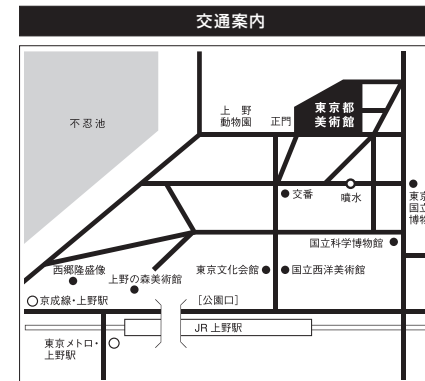 交通案内
不忍池
上野
動物園
正門
東京都
美術館
交番
噴水
東京
国立
博物
国立科学博物館
西郷隆盛像
上野の森美術館
東京文化会館
国立西洋美術館
京成線・上野駅
[公園口]
JR 上野駅
東京メトロ・
上野駅